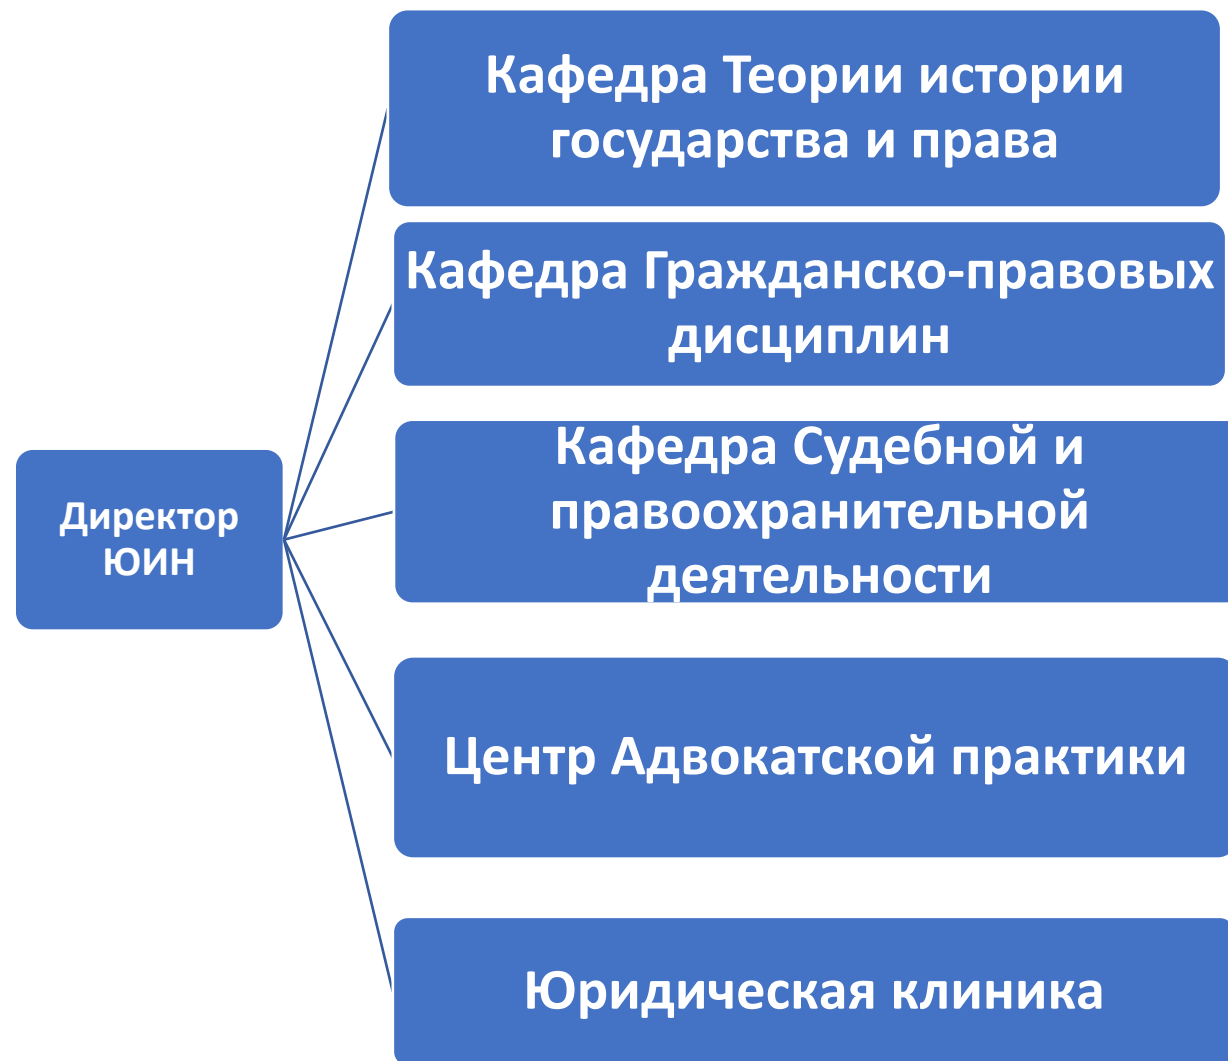 Кафедра Теории истории
государства и права
Кафедра Гражданско-правовых
дисциплин
Кафедра Судебной и
правоохранительной
деятельности
Директор
ЮИН
Центр Адвокатской практики
Юридическая клиника